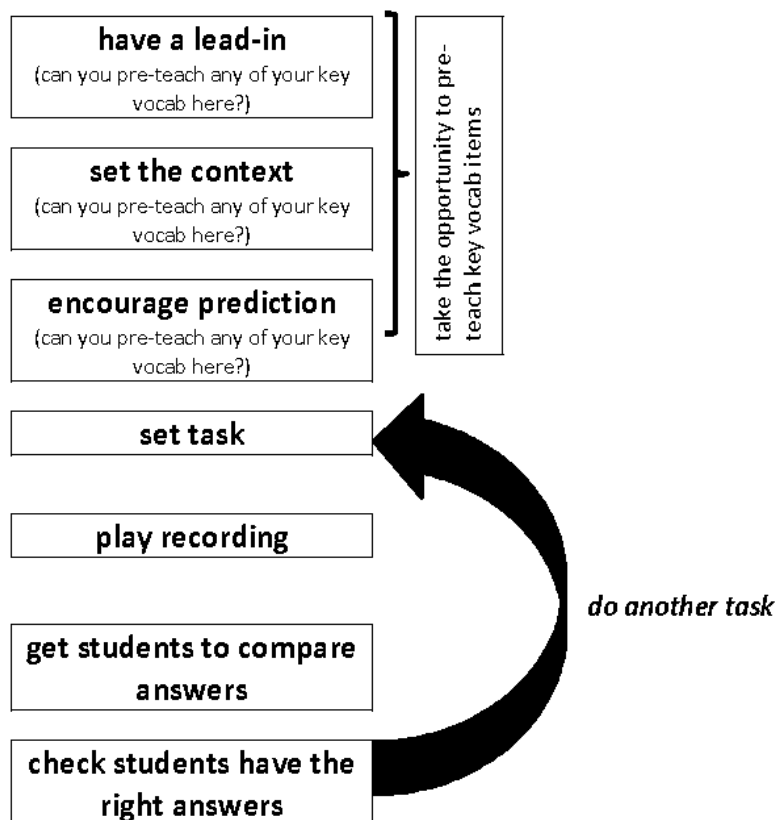 have a lead-in
(can you pre-teach any of your key
vocab here?)
set the context
(can you pre-teach any of your key
vocab here?)
encourage prediction
(can you pre-teach any of your key
vocab here?)
take the opportunity to pre-
teach key vocab items
set task
play recording
get students to compare
answers
check students have the
right answers
do another task